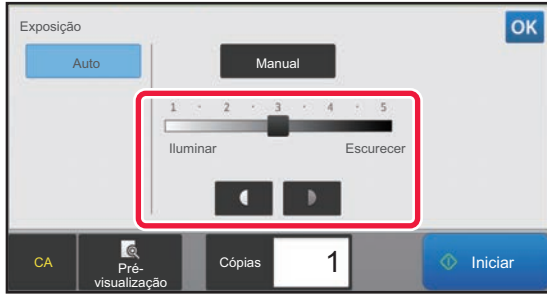 Exposição
OK
Auto
Manual
1 · 2 · 3 · 4 · 5
Iluminar
Escurecer
CA
Pré-
visualização
Cópias
1
Iniciar